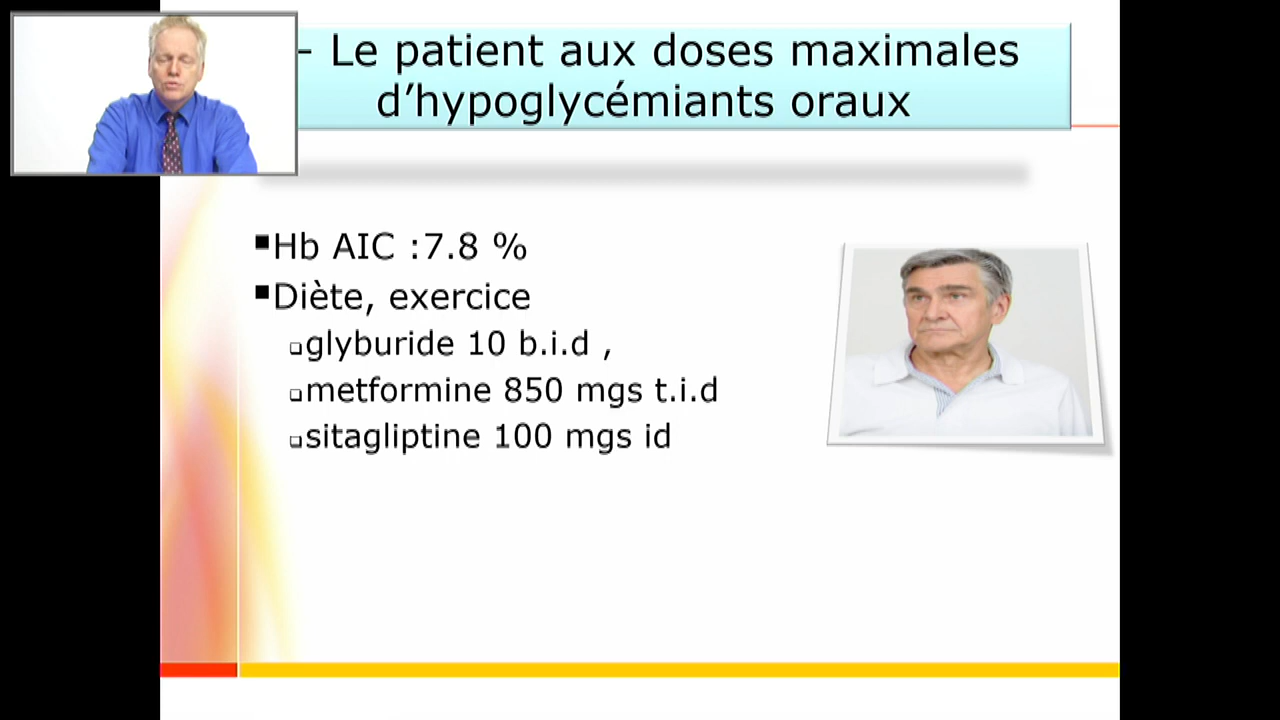 - Le patient aux doses maximales
d’hypoglycémiants oraux
Hb AIC :7.8 %
Diète, exercice
glyburide 10 b.i.d ,
metformine 850 mgs t.i.d
sitagliptine 100 mgs id